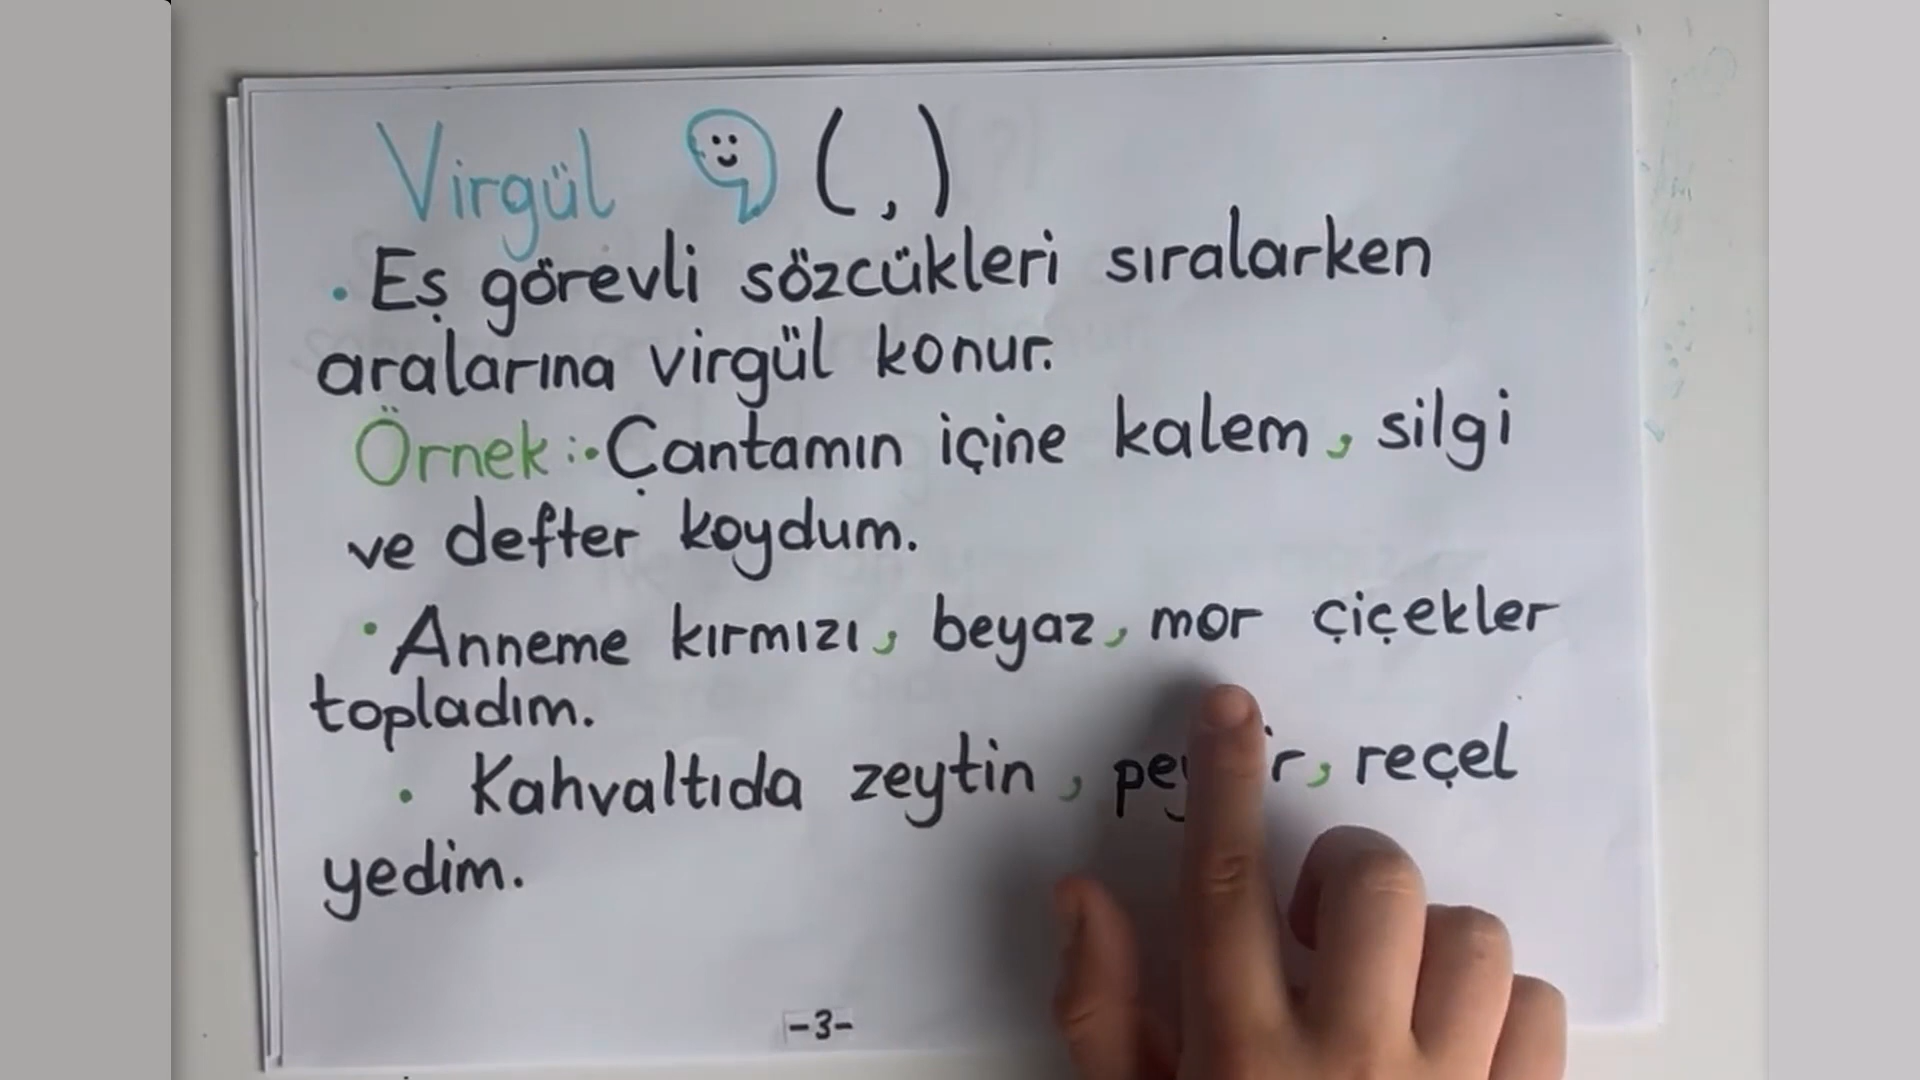 Virgül (,)
• Eş görevli sözcükleri sıralarken
aralarına virgül konur.
Örnek: • Çantamın içine kalem, silgi
ve defter koydum.
• Anneme kırmızı, beyaz, mor çiçekler
topladım.
• Kahvaltıda zeytin, , reçel
yedim.
-3-